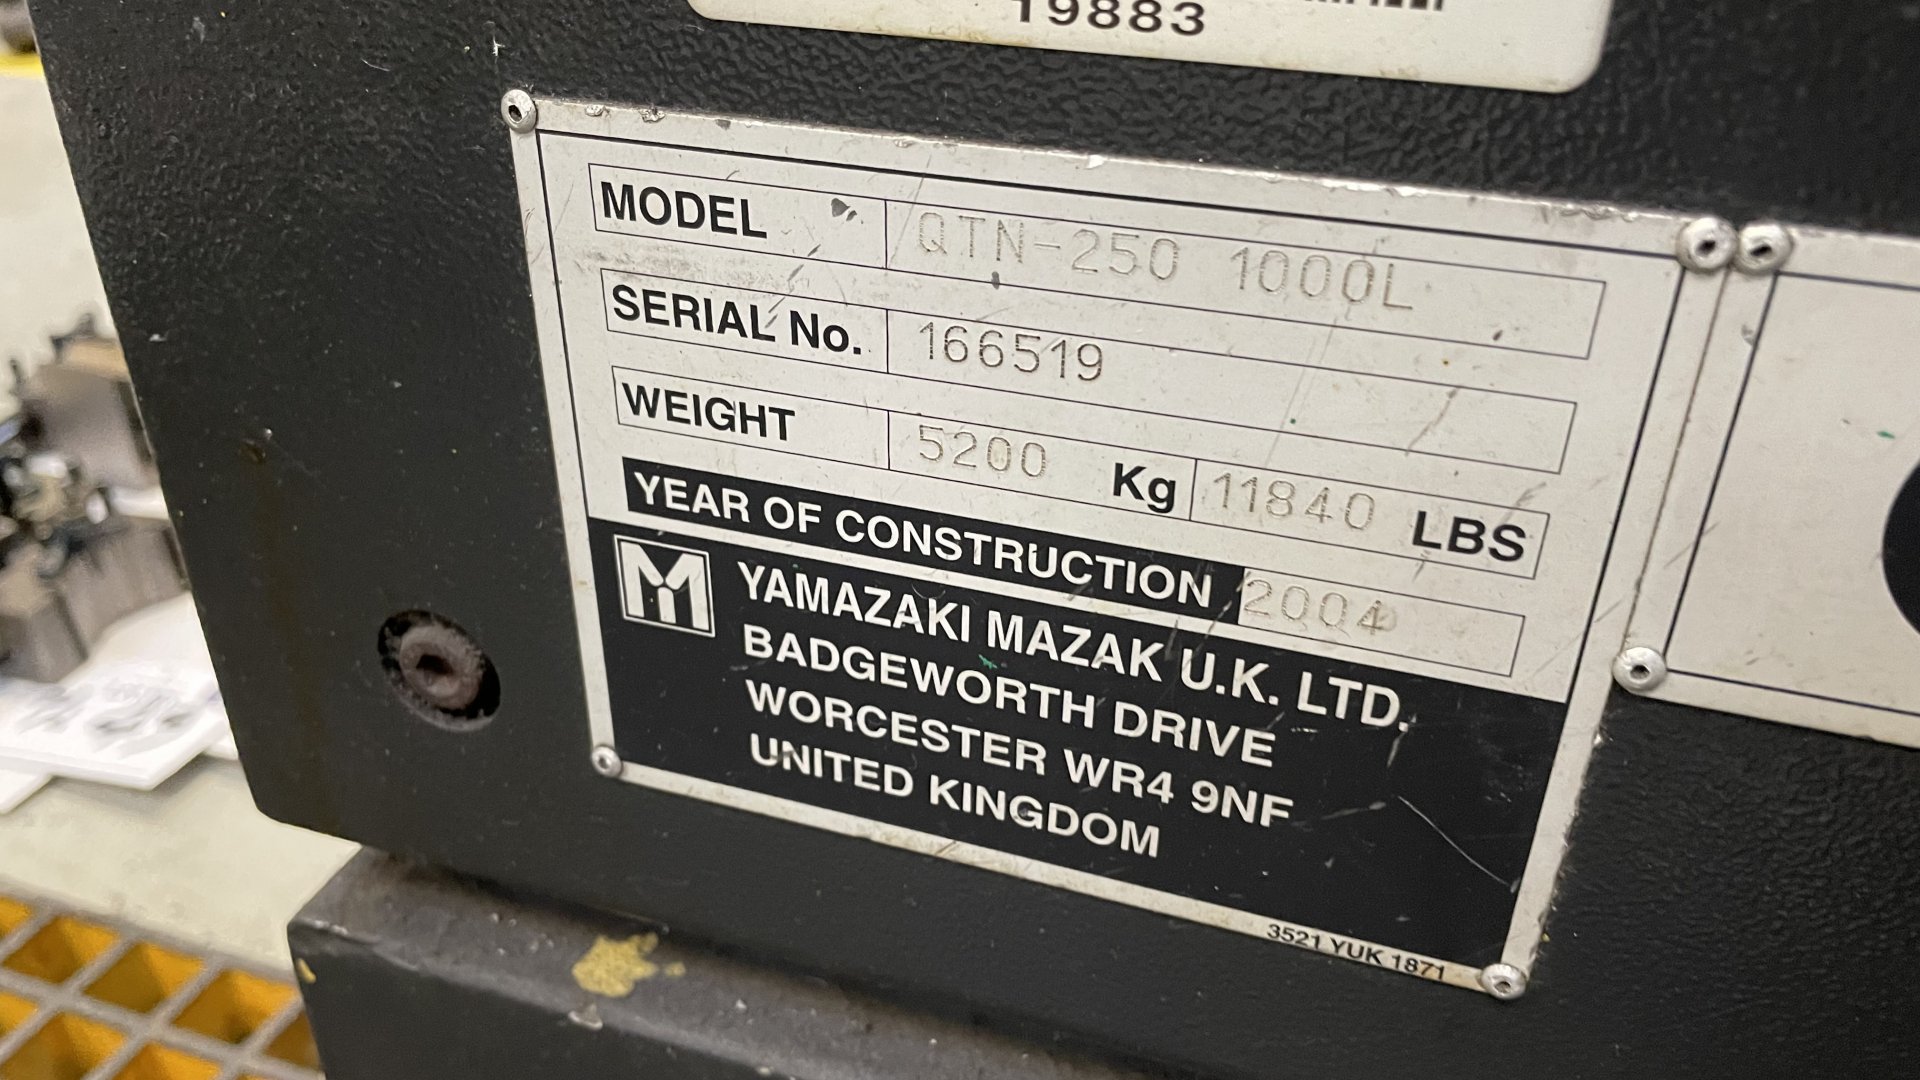 19883
MODEL QTN-250 1000L
SERIAL No. 166519
WEIGHT 5200 Kg 11840 LBS
YEAR OF CONSTRUCTION 2004
YAMAZAKI MAZAK U.K. LTD.
BADGEWORTH DRIVE
WORCESTER WR4 9NF
UNITED KINGDOM
3521 YUK 1871